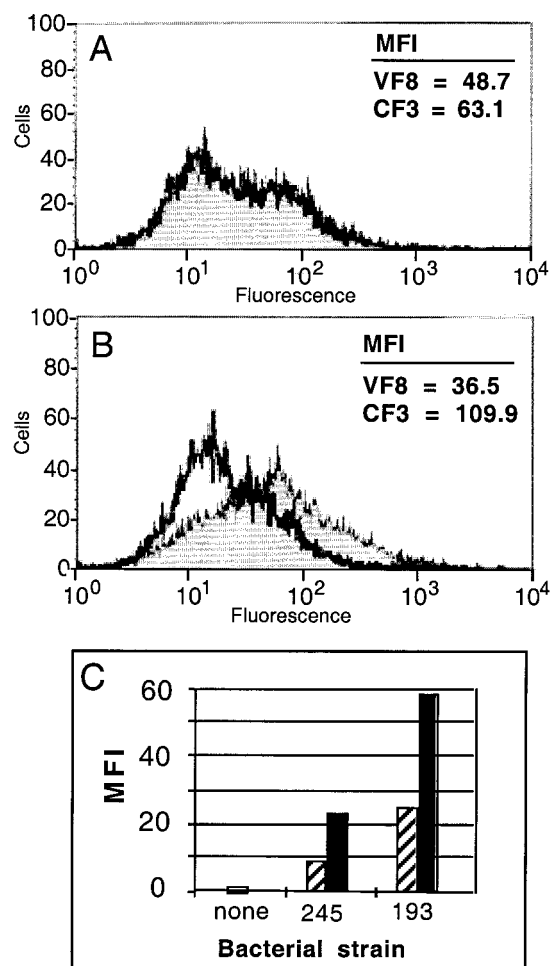 A
MFI
VF8 = 48.7
CF3 = 63.1
Cells
100
80
60
40
20
0
10^0 10^1 10^2 10^3 10^4
Fluorescence
B
MFI
VF8 = 36.5
CF3 = 109.9
Cells
100
80
60
40
20
0
10^0 10^1 10^2 10^3 10^4
Fluorescence
C
MFI
60
40
20
0
none 245 193
Bacterial strain